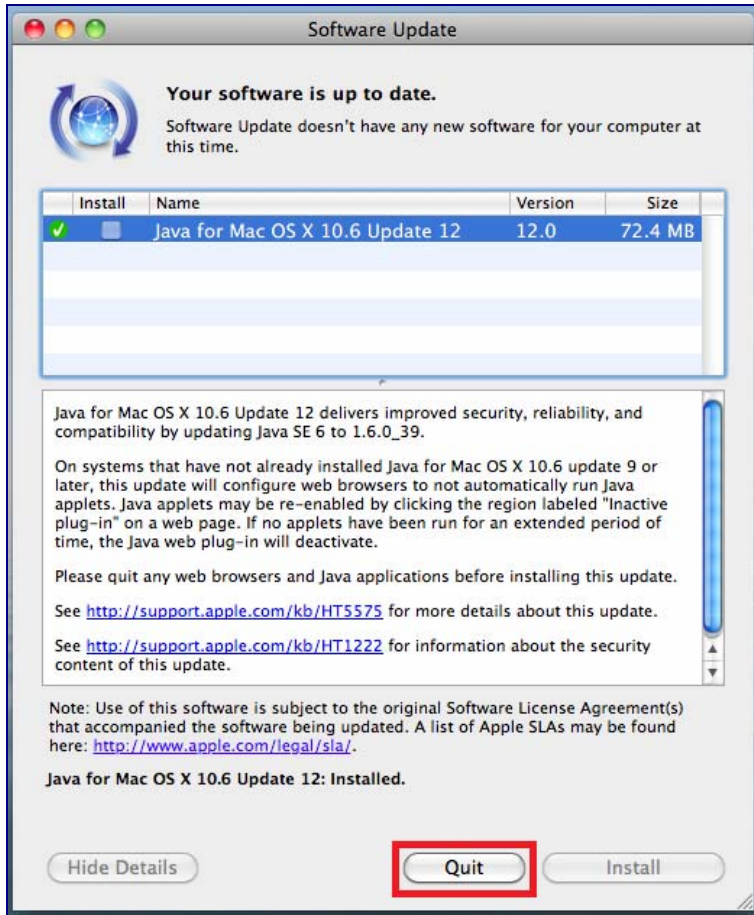 Software Update
Your software is up to date.
Software Update doesn't have any new software for your computer at
this time.
Install Name Version Size
Java for Mac OS X 10.6 Update 12 12.0 72.4 MB
Java for Mac OS X 10.6 Update 12 delivers improved security, reliability, and
compatibility by updating Java SE 6 to 1.6.0_39.
On systems that have not already installed Java for Mac OS X 10.6 update 9 or
later, this update will configure web browsers to not automatically run Java
applets. Java applets may be re-enabled by clicking the region labeled "Inactive
plug-in" on a web page. If no applets have been run for an extended period of
time, the Java web plug-in will deactivate.
Please quit any web browsers and Java applications before installing this update.
See http://support.apple.com/kb/HT5575 for more details about this update.
See http://support.apple.com/kb/HT1222 for information about the security
content of this update.
Note: Use of this software is subject to the original Software License Agreement(s)
that accompanied the software being updated. A list of Apple SLAs may be found
here: http://www.apple.com/legal/sla/.
Java for Mac OS X 10.6 Update 12: Installed.
Hide Details Quit Install